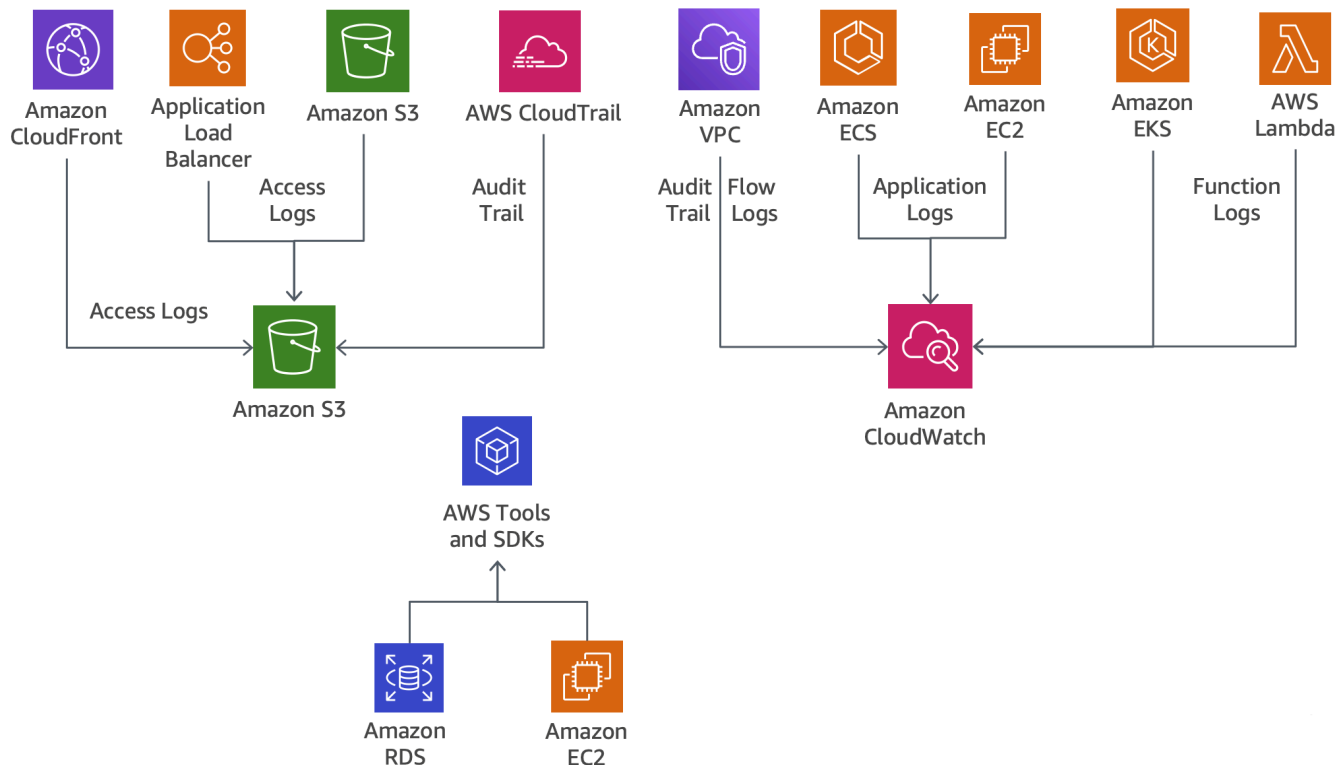 Amazon
CloudFront
Application
Load
Balancer
Amazon S3
AWS CloudTrail
Amazon
VPC
Amazon
ECS
Amazon
EC2
Amazon
EKS
AWS
Lambda
Access
Logs
Audit
Trail
Audit
Trail
Flow
Logs
Application
Logs
Function
Logs
Access Logs
Amazon S3
Amazon
CloudWatch
AWS Tools
and SDKs
Amazon
RDS
Amazon
EC2
K